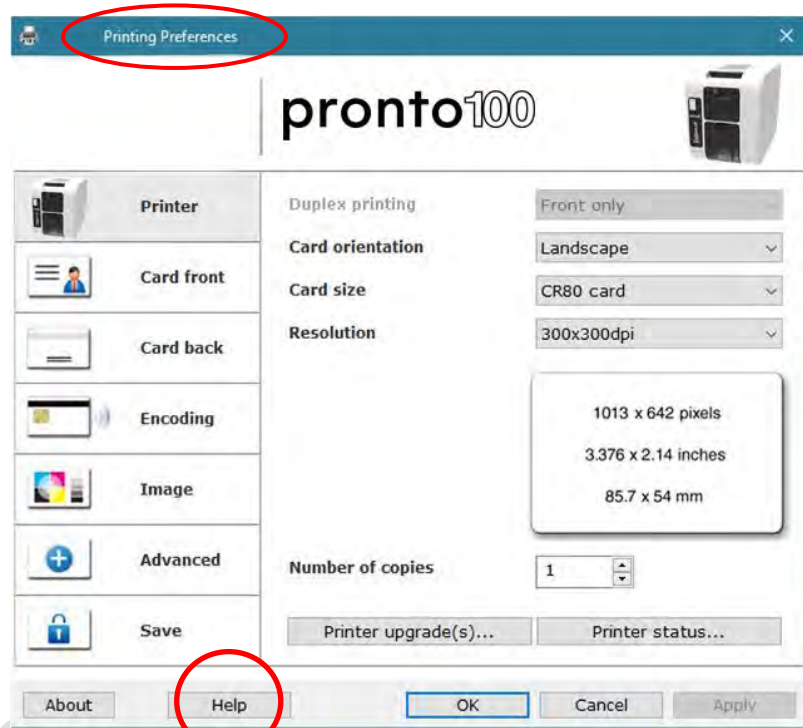 Printing Preferences
pronto100
Printer
Duplex printing
Front only
Card orientation
Landscape
Card front
Card size
CR80 card
Resolution
300x300dpi
Card back
1013 x 642 pixels
3.376 x 2.14 inches
85.7 x 54 mm
Encoding
Image
Advanced
Number of copies
1
Save
Printer upgrade(s)...
Printer status...
About
Help
OK
Cancel
Apply